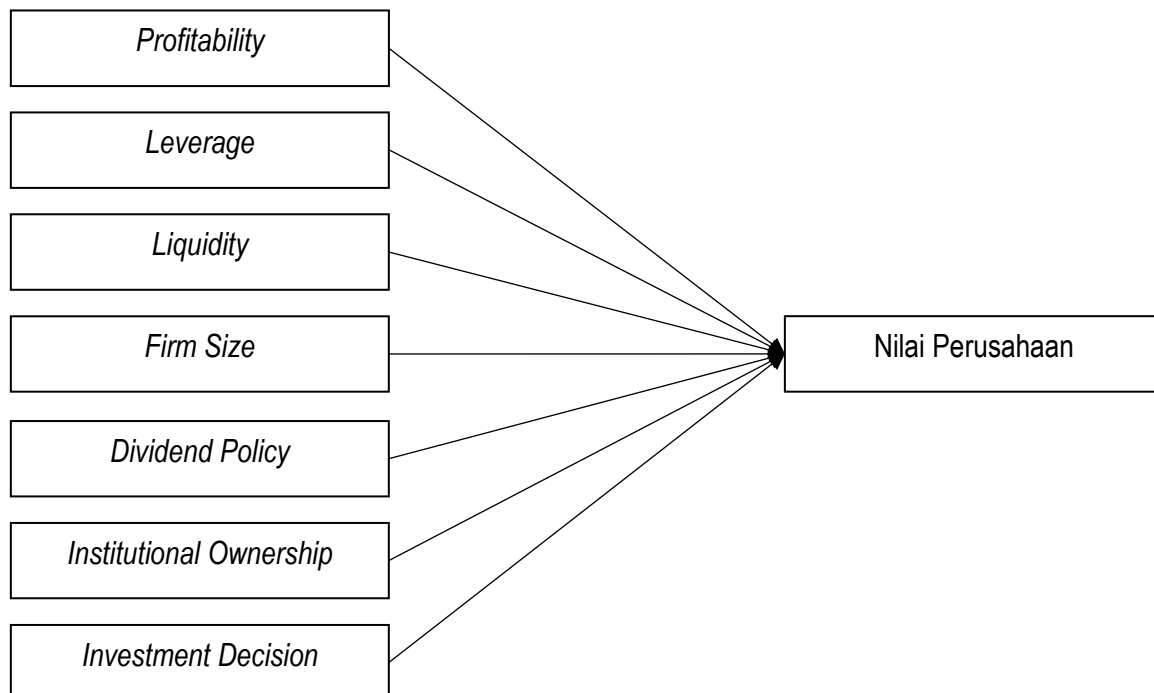 Profitability
Leverage
Liquidity
Firm Size
Nilai Perusahaan
Dividend Policy
Institutional Ownership
Investment Decision